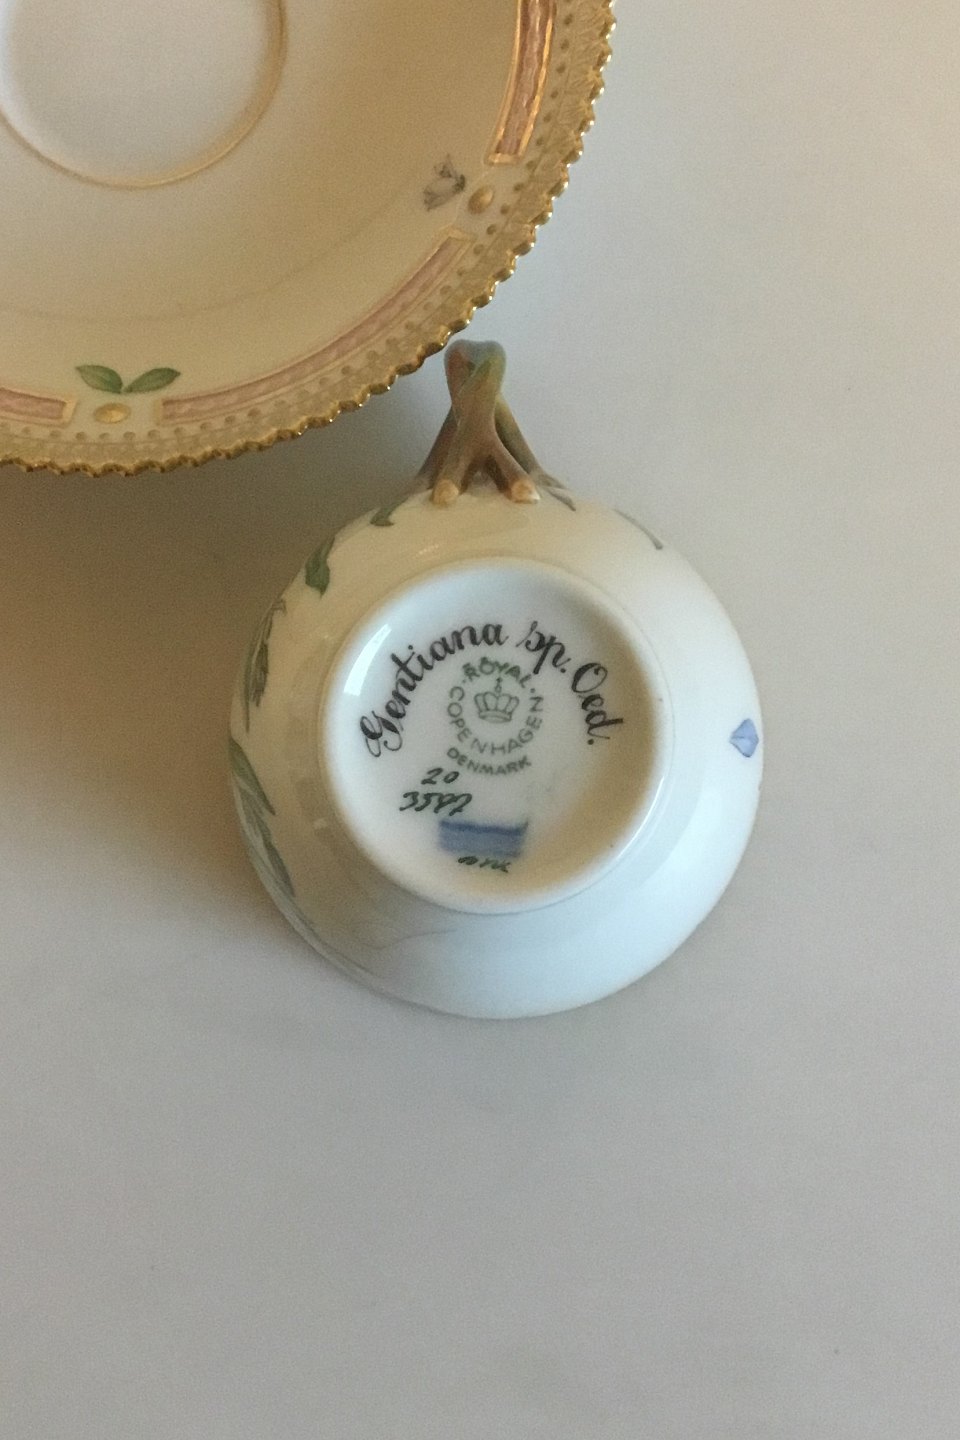 Gentiana sp. Oed.
ROYAL
COPENHAGEN
DENMARK
20
3597